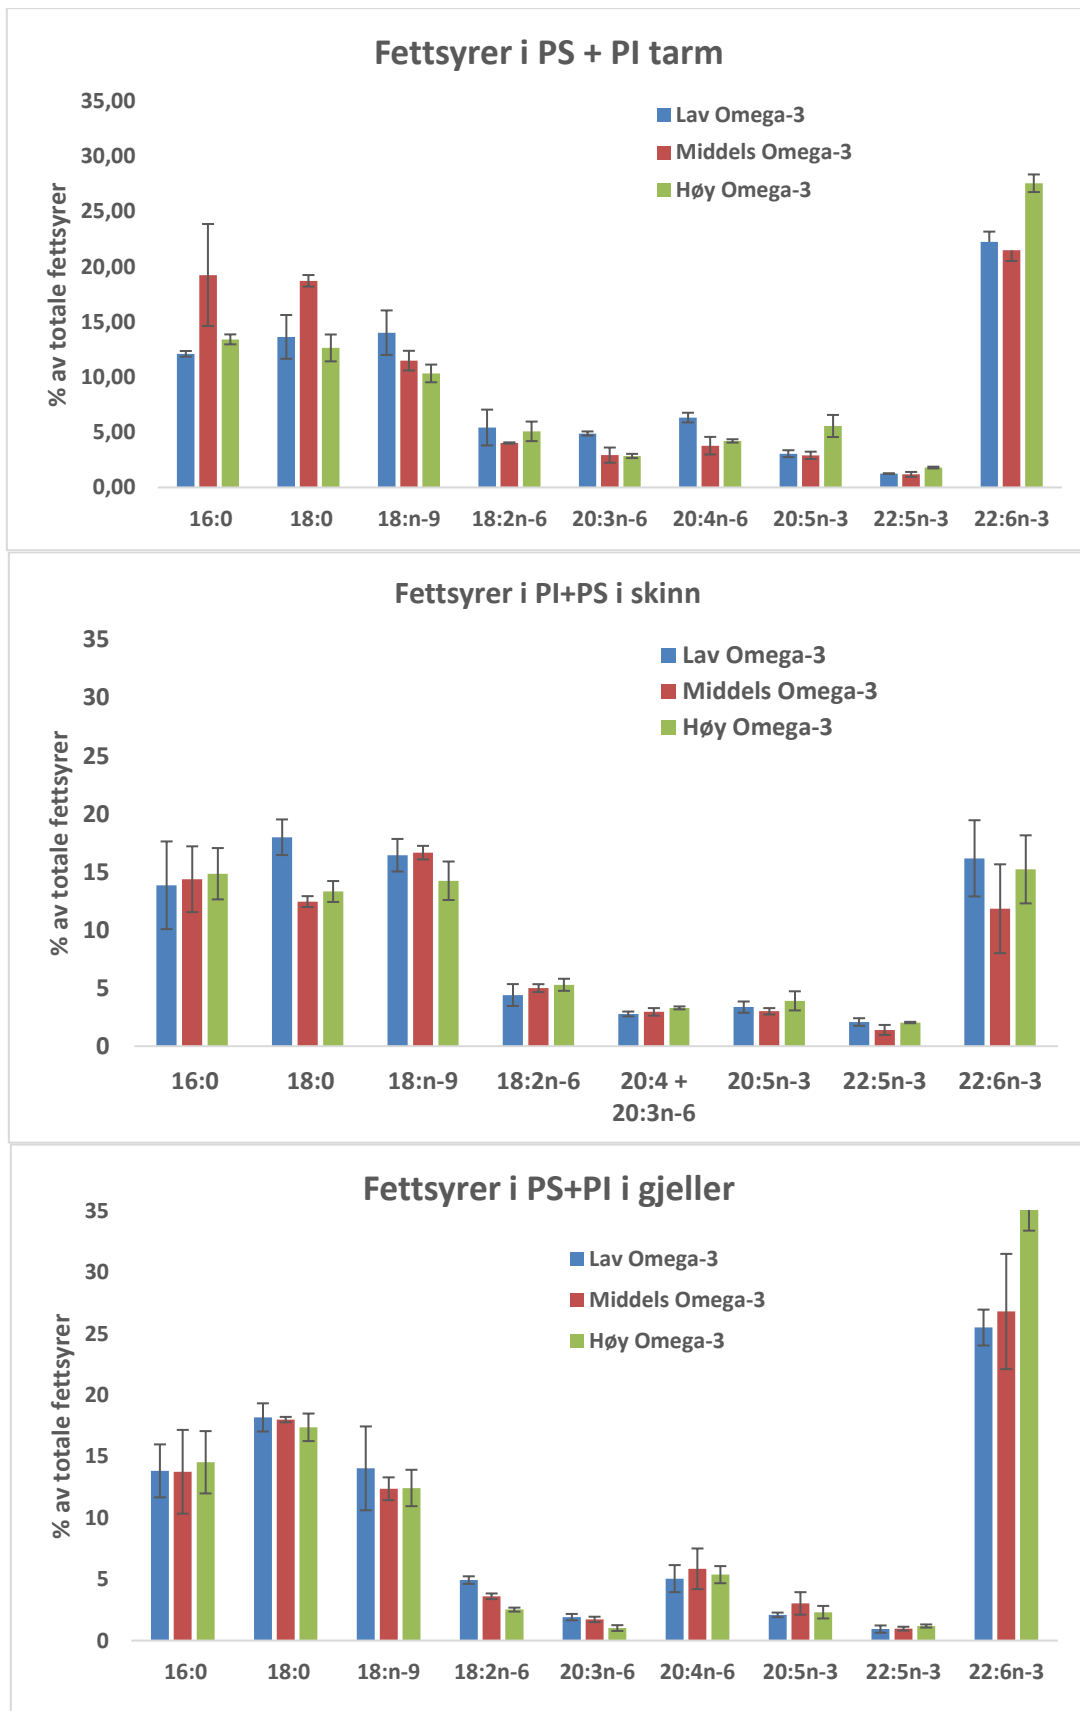 Fettsyrer i PS + PI tarm
% av totale fettsyrer
35,00
30,00
25,00
20,00
15,00
10,00
5,00
0,00
Lav Omega-3
Middels Omega-3
Høy Omega-3
16:0 18:0 18:n-9 18:2n-6 20:3n-6 20:4n-6 20:5n-3 22:5n-3 22:6n-3
Fettsyrer i PI+PS i skinn
% av totale fettsyrer
35
30
25
20
15
10
5
0
Lav Omega-3
Middels Omega-3
Høy Omega-3
16:0 18:0 18:n-9 18:2n-6 20:4 + 20:5n-3 22:5n-3 22:6n-3
20:3n-6
Fettsyrer i PS+PI i gjeller
% av totale fettsyrer
35
30
25
20
15
10
5
0
Lav Omega-3
Middels Omega-3
Høy Omega-3
16:0 18:0 18:n-9 18:2n-6 20:3n-6 20:4n-6 20:5n-3 22:5n-3 22:6n-3